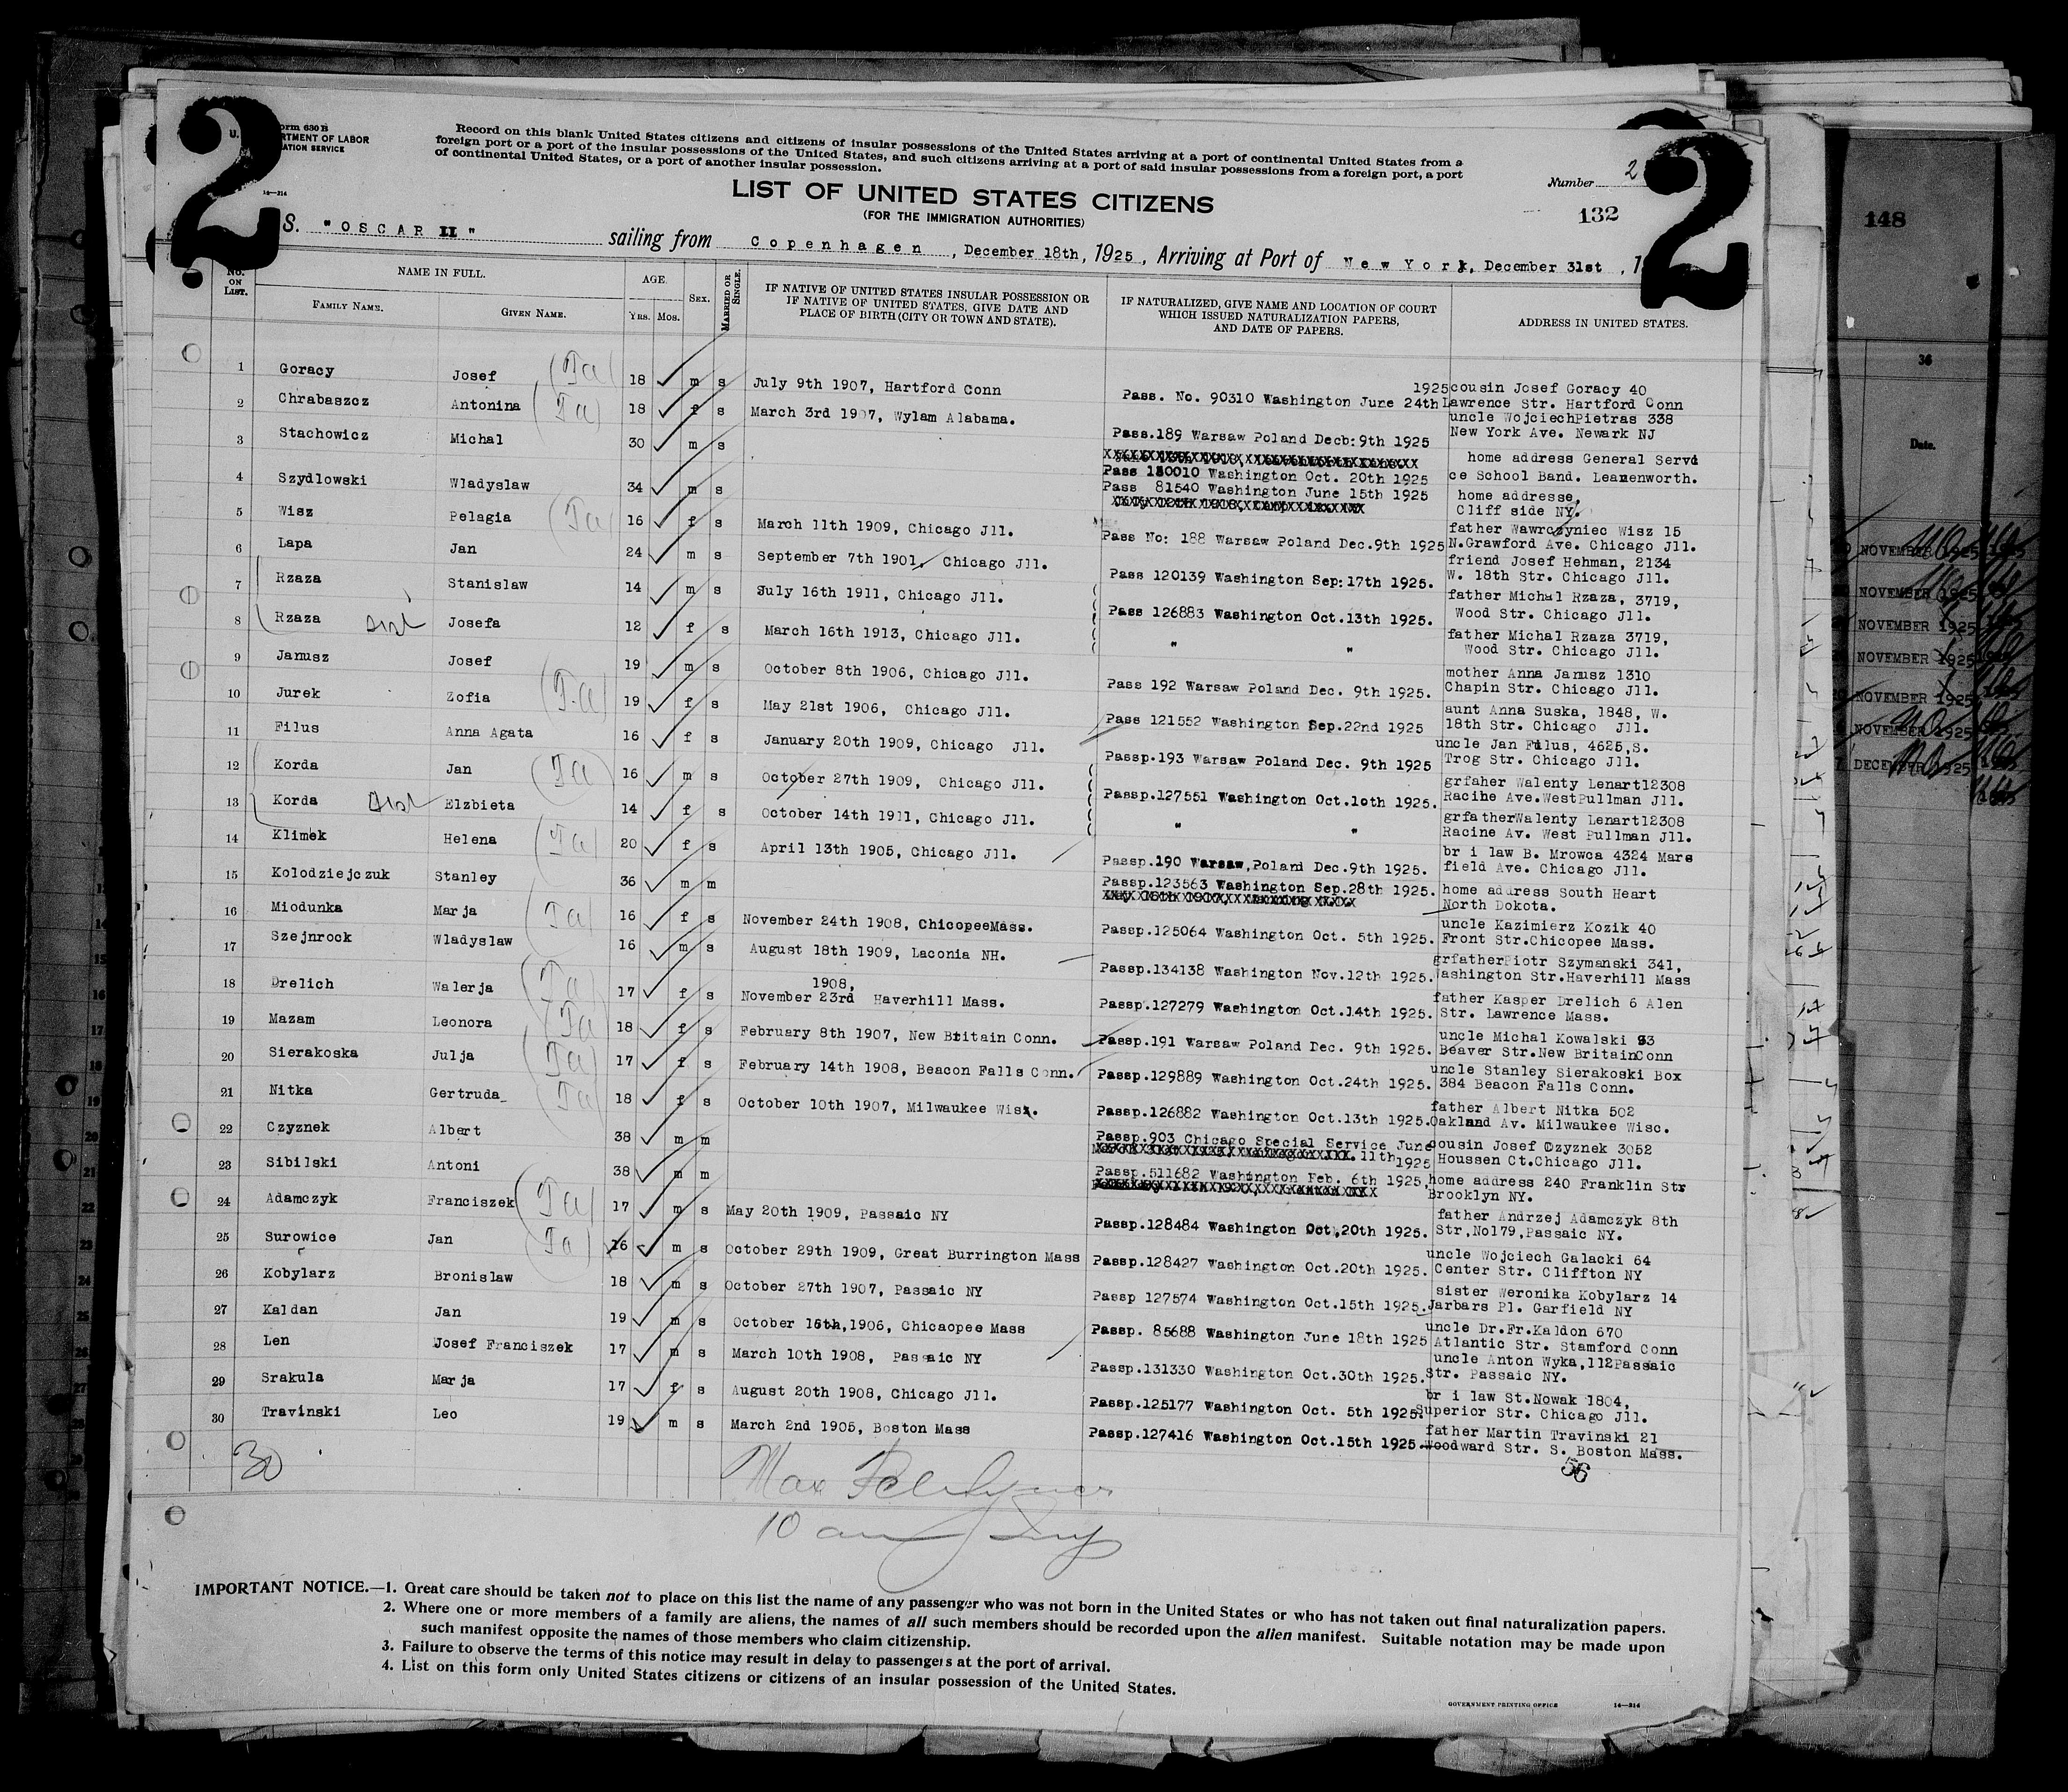 2
2
U.
orm 630 B
RTMENT OF LABOR
ATION SERVICE
14—214
Record on this blank United States citizens and citizens of insular possessions of the United States arriving at a port of continental United States from a
foreign port or a port of the insular possessions of the United States, and such citizens arriving at a port of said insular possessions from a foreign port, a port
of continental United States, or a port of another insular possession.
Number 2
132
148
LIST OF UNITED STATES CITIZENS
(FOR THE IMMIGRATION AUTHORITIES)
S. "OSCAR II" sailing from Copenhagen, December 18th, 1925, Arriving at Port of New York, December 31st, 1
No. ON LIST.
NAME IN FULL.
FAMILY NAME.
GIVEN NAME.
AGE.
YRS. MOS.
SEX.
MARRIED OR SINGLE.
IF NATIVE OF UNITED STATES INSULAR POSSESSION OR
IF NATIVE OF UNITED STATES, GIVE DATE AND
PLACE OF BIRTH (CITY OR TOWN AND STATE).
IF NATURALIZED, GIVE NAME AND LOCATION OF COURT
WHICH ISSUED NATURALIZATION PAPERS,
AND DATE OF PAPERS.
ADDRESS IN UNITED STATES.
1 Goracy Josef 18 m s July 9th 1907, Hartford Conn Pass. No. 90310 Washington June 24th 1925 cousin Josef Goracy 40
Lawrence Str. Hartford Conn
2 Chrabaszcz Antonina 18 f s March 3rd 1907, Wylam Alabama. Pass.189 Warsaw Poland Decb:9th 1925 uncle WojciechPietras 338
New York Ave. Newark NJ
3 Stachowicz Michal 30 m s Pass 130010 Washington Oct. 20th 1925 home address General Servi
ce School Band. Leavenworth.
4 Szydlowski Wladyslaw 34 m s Pass 81540 Washington June 15th 1925 home addresse,
Cliff side NY.
5 Wisz Pelagia 16 f s March 11th 1909, Chicago Jll. Pass No: 188 Warsaw Poland Dec.9th 1925 father Wawrczyniec Wisz 15
N.Grawford Ave. Chicago Jll.
6 Lapa Jan 24 m s September 7th 1901, Chicago Jll. Pass 120139 Washington Sep:17th 1925. friend Josef Hehman, 2134
W. 18th Str. Chicago Jll.
7 Rzaza Stanislaw 14 m s July 16th 1911, Chicago Jll. Pass 126883 Washington Oct.13th 1925. father Michal Rzaza, 3719,
Wood Str. Chicago Jll.
8 Rzaza Josefa 12 f s March 16th 1913, Chicago Jll. " " father Michal Rzaza 3719,
Wood Str. Chicago Jll.
9 Janusz Josef 19 m s October 8th 1906, Chicago Jll. Pass 192 Warsaw Poland Dec. 9th 1925. mother Anna Janusz 1310
Chapin Str. Chicago Jll.
10 Jurek Zofia 19 f s May 21st 1906, Chicago Jll. Pass 121552 Washington Sep.22nd 1925 aunt Anna Suska, 1848, W.
18th Str. Chicago Jll.
11 Filus Anna Agata 16 f s January 20th 1909, Chicago Jll. Passp.193 Warsaw Poland Dec. 9th 1925 uncle Jan Filus, 4625,S.
Trog Str. Chicago Jll.
12 Korda Jan 16 m s October 27th 1909, Chicago Jll. Passp.127551 Washington Oct.10th 1925. grfaher Walenty Lenart12308
Racine Ave.WestPullman Jll.
13 Korda Elzbieta 14 f s October 14th 1911, Chicago Jll. " " grfatherWalenty Lenart12308
Racine Av. West Pullman Jll.
14 Klimek Helena 20 f s April 13th 1905, Chicago Jll. Passp.190 Warsaw,Poland Dec.9th 1925. br i law B. Mrowca 4324 Mars
field Ave. Chicago Jll.
15 Kolodziejczuk Stanley 36 m m Passp.123563 Washington Sep.28th 1925. home address South Heart
North Dokota.
16 Miodunka Marja 16 f s November 24th 1908, ChicopeeMass. Passp.125064 Washington Oct. 5th 1925. uncle Kazimierz Kozik 40
Front Str.Chicopee Mass.
17 Szejnrock Wladyslaw 16 m s August 18th 1909, Laconia NH. Passp.134138 Washington Nov.12th 1925. grfatherPiotr Szymanski 341,
Washington Str.Haverhill Mass
18 Drelich Walerja 17 f s 1908,
November 23rd Haverhill Mass. Passp.127279 Washington Oct.14th 1925. father Kasper Drelich 6 Alen
Str. Lawrence Mass.
19 Mazam Leonora 18 f s February 8th 1907, New Britain Conn. Passp.191 Warsaw Poland Dec. 9th 1925. uncle Michal Kowalski 93
Beaver Str.New BritainConn
20 Sierakoska Julja 17 f s February 14th 1908, Beacon Falls Conn. Passp.129889 Washington Oct.24th 1925. uncle Stanley Sierakoski Box
384 Beacon Falls Conn.
21 Nitka Gertruda 18 f s October 10th 1907, Milwaukee Wis. Passp.126882 Washington Oct.13th 1925. father Albert Nitka 502
Oakland Av. Milwaukee Wisc.
22 Czyznek Albert 38 m m Passp.903 Chicago Special Service June
11th 1925 cousin Josef Czyznek 3052
Houssen Ct.Chicago Jll.
23 Sibilski Antoni 38 m m Passp.511682 Washington Feb. 6th 1925, home address 240 Franklin Str
Brooklyn NY.
24 Adamczyk Franciszek 17 m s May 20th 1909, Passaic NY Passp.128484 Washington Oct,20th 1925. father Andrzej Adamczyk 8th
Str,No179,Passaic NY.
25 Surowice Jan 16 m s October 29th 1909, Great Burrington Mass Passp.128427 Washington Oct.20th 1925. uncle Wojciech Galacki 64
Center Str. Cliffton NY
26 Kobylarz Bronislaw 18 m s October 27th 1907, Passaic NY Passp 127574 Washington Oct.15th 1925. sister Weronika Kobylarz 14
Jarbars Pl. Garfield NY
27 Kaldan Jan 19 m s October 16th,1906, Chicaopee Mass Passp. 85688 Washington June 18th 1925 uncle Dr.Fr.Kaldon 670
Atlantic Str. Stamford Conn
28 Len Josef Franciszek 17 m s March 10th 1908, Passaic NY Passp.131330 Washington Oct.30th 1925. uncle Anton Wyka,112Passaic
Str. Passaic NY.
29 Srakula Marja 17 f s August 20th 1908, Chicago Jll. Passp.125177 Washington Oct. 5th 1925. br i law St.Nowak 1804,
Superior Str. Chicago Jll.
30 Travinski Leo 19 m s March 2nd 1905, Boston Mass Passp.127416 Washington Oct.15th 1925. father Martin Travinski 21
Woodward Str. S. Boston Mass.
30
56
Max
10 am
36
Date.
NOVEMBER 1925
NOVEMBER 1925
NOVEMBER 1925
NOVEMBER 1925
NOVEMBER 1925
NOVEMBER 1925
DECEMBER 1925
IMPORTANT NOTICE.—1. Great care should be taken not to place on this list the name of any passenger who was not born in the United States or who has not taken out final naturalization papers.
2. Where one or more members of a family are aliens, the names of all such members should be recorded upon the alien manifest. Suitable notation may be made upon
such manifest opposite the names of those members who claim citizenship.
3. Failure to observe the terms of this notice may result in delay to passengers at the port of arrival.
4. List on this form only United States citizens or citizens of an insular possession of the United States.
GOVERNMENT PRINTING OFFICE 14—214